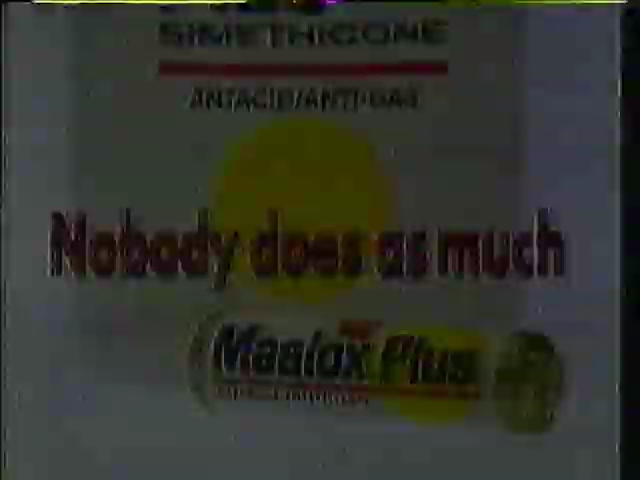 SIMETHICONE
ANTACID/ANTI-GAS
Nobody does as much
Maalox Plus